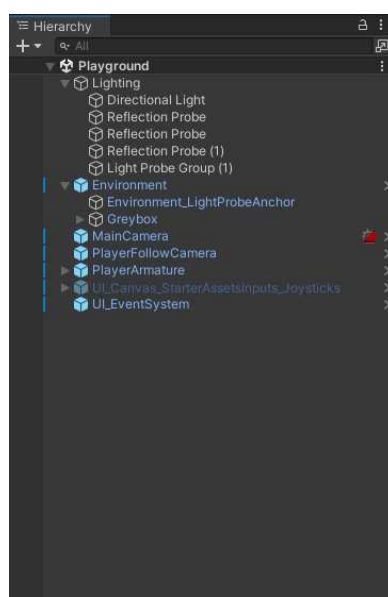 Hierarchy
All
Playground
Lighting
Directional Light
Reflection Probe
Reflection Probe
Reflection Probe (1)
Light Probe Group (1)
Environment
Environment_LightProbeAnchor
Greybox
MainCamera
PlayerFollowCamera
PlayerArmature
UI_Canvas_StarterAssetsInputs_Joysticks
UI_EventSystem